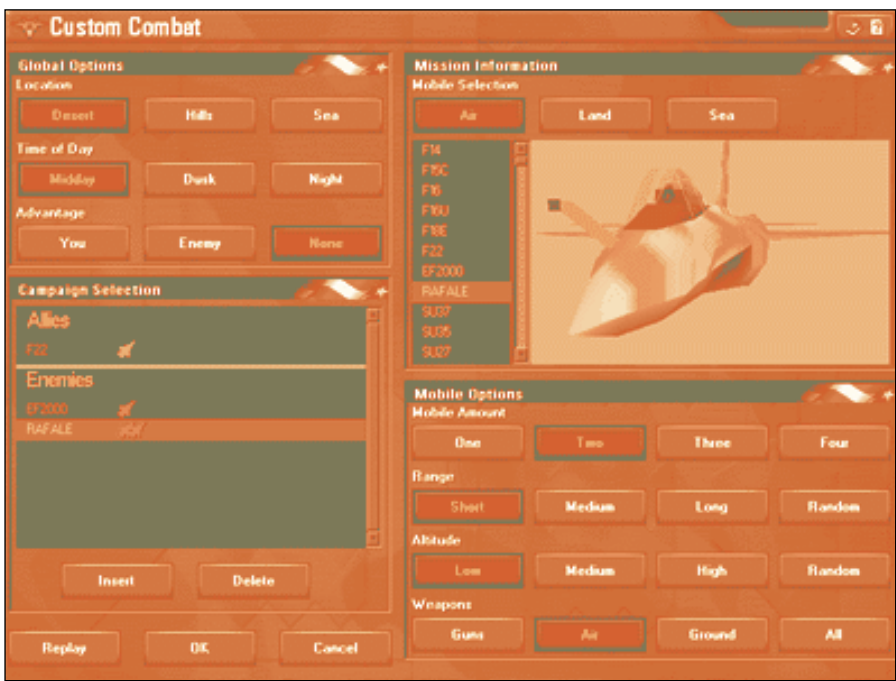 Custom Combat
Global Options
Location
Desert Hills Sea
Time of Day
Midday Dusk Night
Advantage
You Enemy None
Campaign Selection
Allies
F22
Enemies
EF2000
RAFALE
Insert Delete
Replay OK Cancel
Mission Information
Mobile Selection
Air Land Sea
F14
F15C
F16
F16U
F18E
F22
EF2000
RAFALE
SU37
SU35
SU27
Mobile Options
Mobile Amount
One Two Three Four
Range
Short Medium Long Random
Altitude
Low Medium High Random
Weapons
Guns Air Ground All